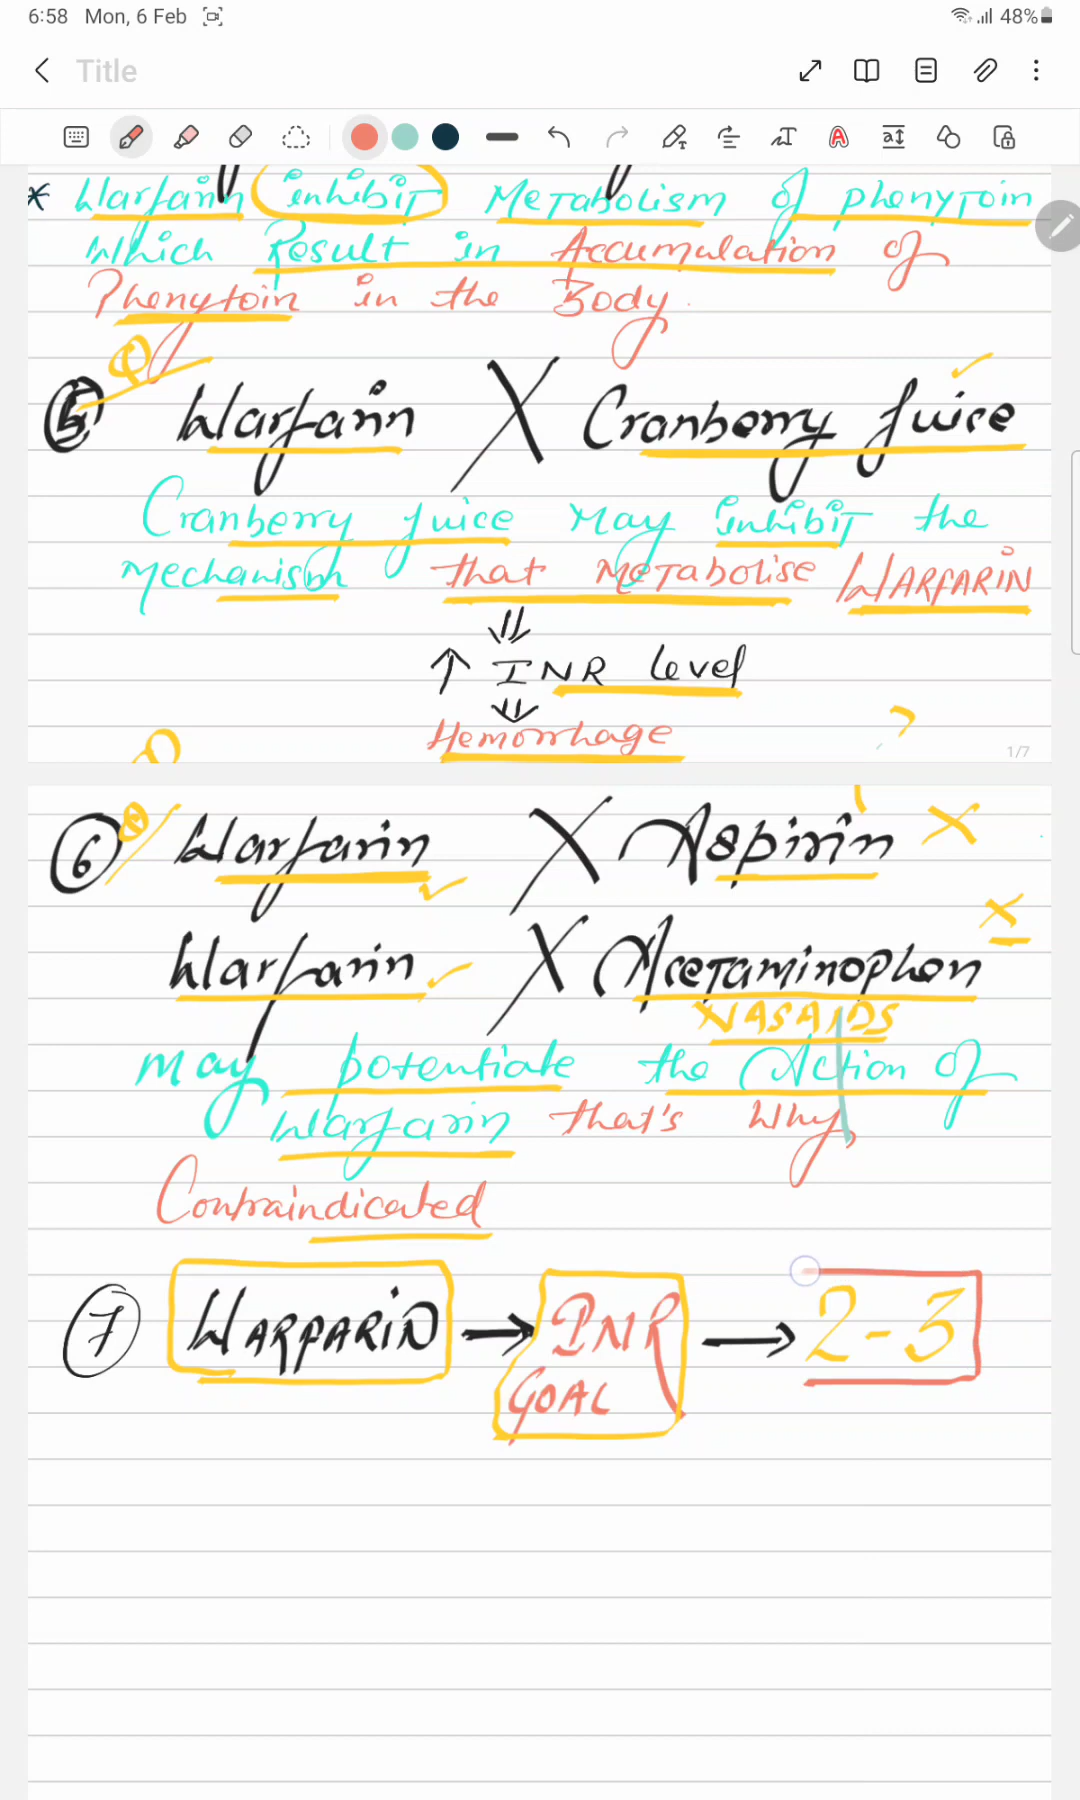 6:58 Mon, 6 Feb 48%
Title
* Warfarin inhibit Metabolism of phenytoin
Which Result in Accumulation of
Phenytoin in the Body.
5 Warfarin X Cranberry Juice
Cranberry juice May inhibit the
Mechanism that Metabolise WARFARIN
⇓
↑ INR level
⇓
Hemorrhage
?
1/7
6 Warfarin X Aspirin X
Warfarin X Acetaminophen X
NASAIDS
may potentiate the Action of
Warfarin that's Why,
Contraindicated
7 WARFARIN → INR → 2-3
GOAL